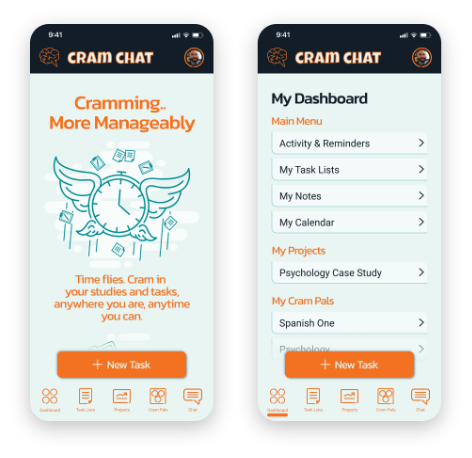 9:41
CRAM CHAT
Cramming..
More Manageably
Time flies. Cram in
your studies and tasks,
anywhere you are, anytime
you can.
+ New Task
Dashboard
Task Lists
Projects
Cram Pals
Chat
9:41
CRAM CHAT
My Dashboard
Main Menu
Activity & Reminders
My Task Lists
My Notes
My Calendar
My Projects
Psychology Case Study
My Cram Pals
Spanish One
Psychology
+ New Task
Dashboard
Task Lists
Projects
Cram Pals
Chat